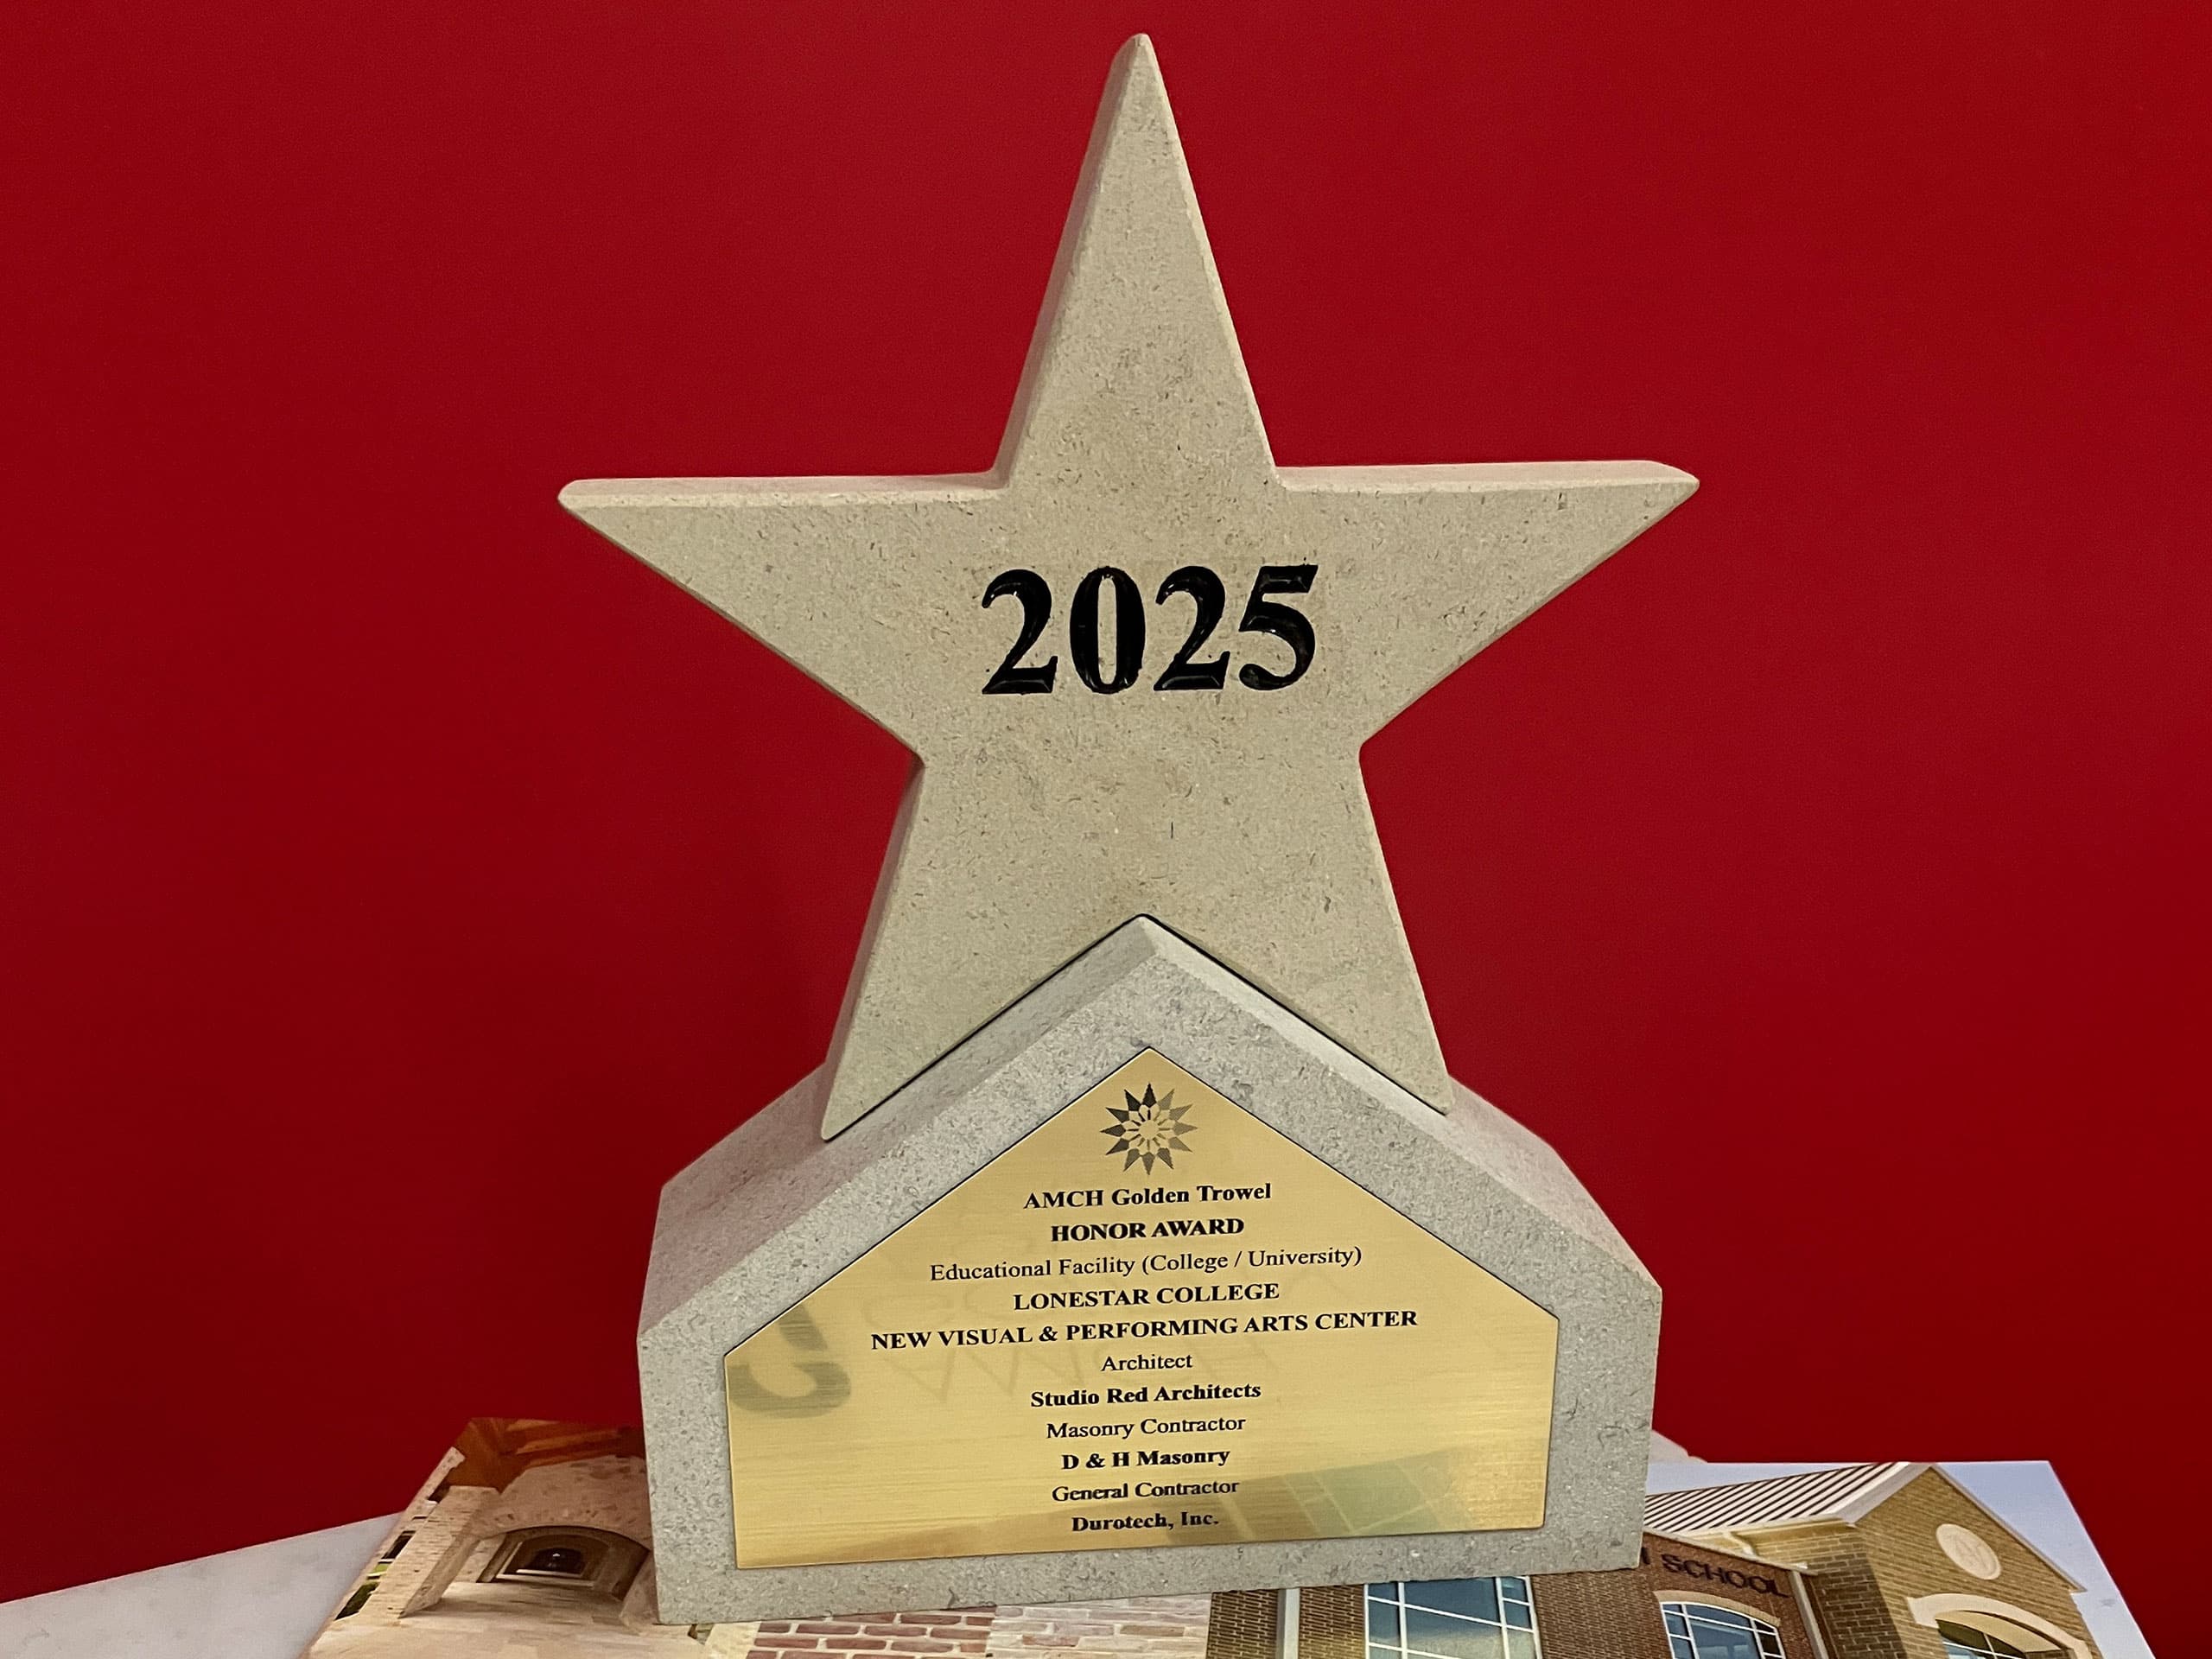 2025
AMCH Golden Trowel
HONOR AWARD
Educational Facility (College / University)
LONESTAR COLLEGE
NEW VISUAL & PERFORMING ARTS CENTER
Architect
Studio Red Architects
Masonry Contractor
D & H Masonry
General Contractor
Durotech, Inc.
SCHOOL